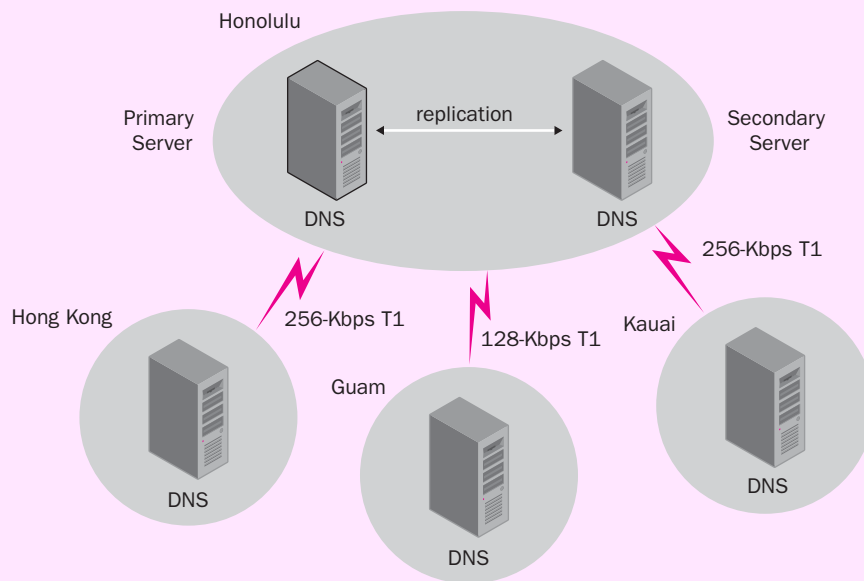 Honolulu
Primary
Server
replication
Secondary
Server
DNS
DNS
256-Kbps T1
Hong Kong
256-Kbps T1
128-Kbps T1
Kauai
Guam
DNS
DNS
DNS